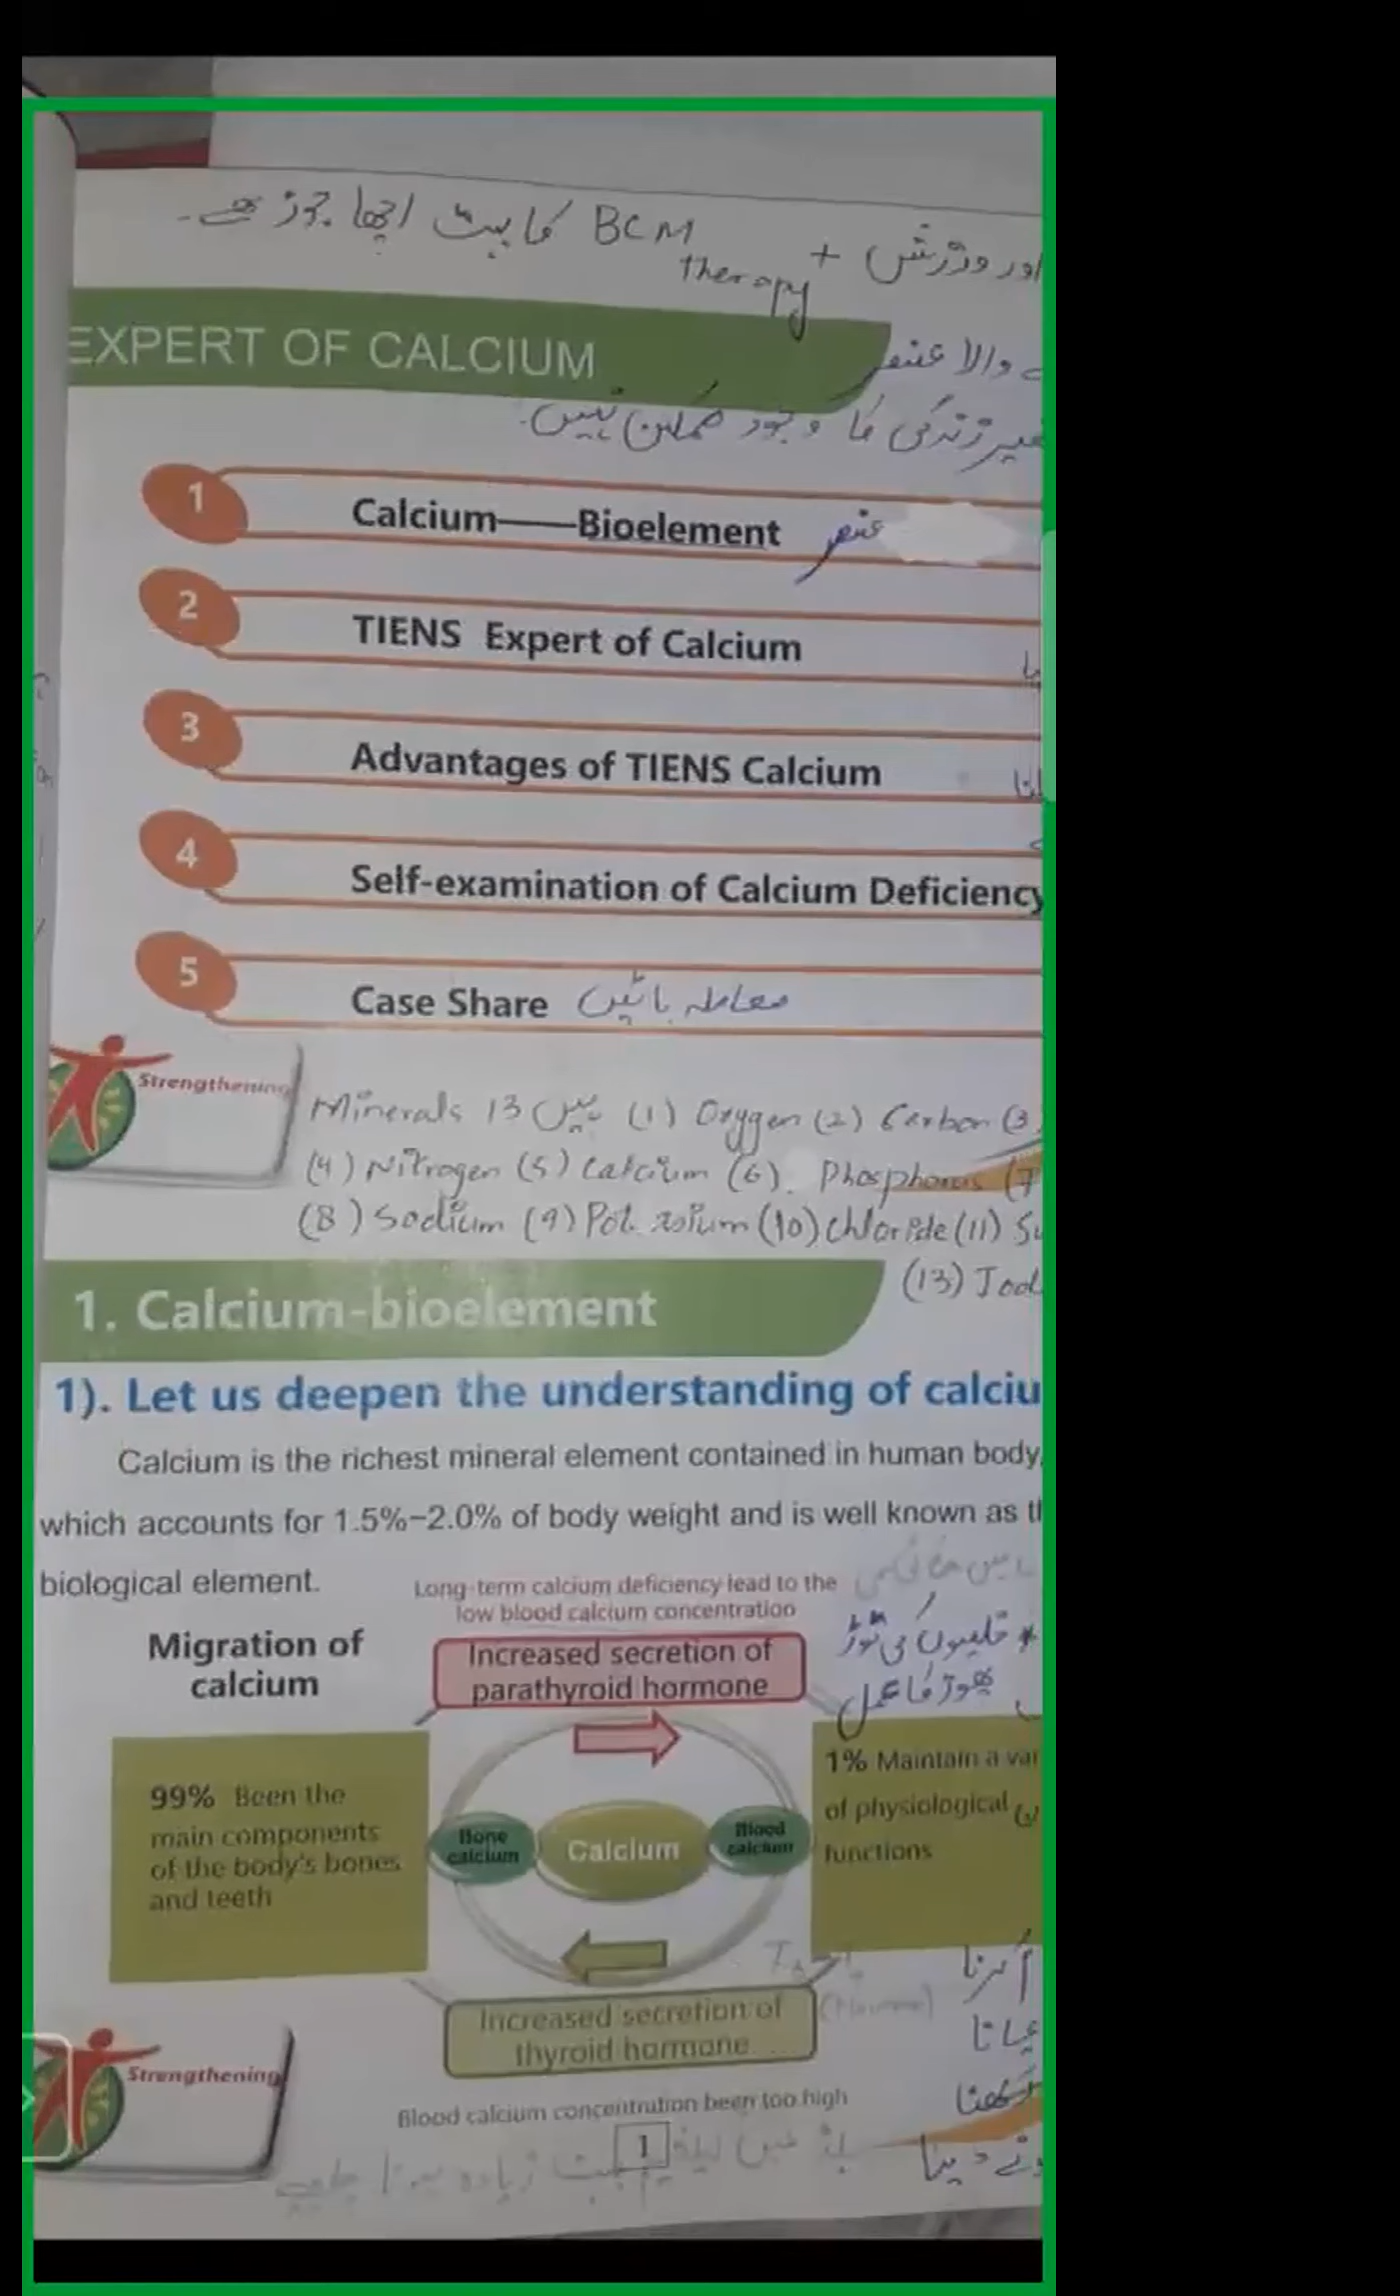 اور ورزش + BCM therapy کا بہت اچھا جوڑ ہے۔
EXPERT OF CALCIUM
والا عنصر
زندگی کا وجود ممکن نہیں.
1 Calcium——Bioelement عنصر
2 TIENS Expert of Calcium
3 Advantages of TIENS Calcium
4 Self-examination of Calcium Deficiency
5 Case Share معاملہ بانٹیں
Strengthening
Minerals 13 ہیں (1) Oxygen (2) Carbon (3
(4) Nitrogen (5) Calcium (6). Phosphorus (7
(8) Sodium (9) Potassium (10) Chloride (11) Su
(13) Iod
1. Calcium-bioelement
1). Let us deepen the understanding of calciu
Calcium is the richest mineral element contained in human body,
which accounts for 1.5%-2.0% of body weight and is well known as t
biological element.
Long-term calcium deficiency lead to the
low blood calcium concentration
Migration of
calcium
Increased secretion of
parathyroid hormone
* خلیوں کی توڑ
پھوڑ کا عمل
99% Been the
main components
of the body's bones
and teeth
Bone
calcium
Calcium
Blood
calcium
1% Maintain a var
of physiological
functions
Increased secretion of
thyroid hormone
Strengthening
Blood calcium concentration been too high
1